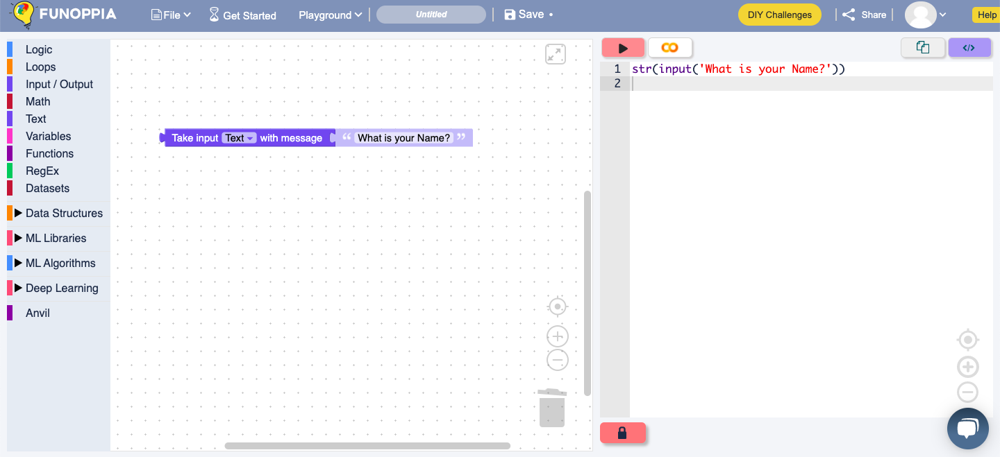 FUNOPPIA File Get Started Playground Untitled Save • DIY Challenges Share Help
Logic
Loops
Input / Output
Math
Text
Variables
Functions
RegEx
Datasets
Data Structures
ML Libraries
ML Algorithms
Deep Learning
Anvil
Take input Text with message “ What is your Name? ”
</>
1 str(input('What is your Name?'))
2